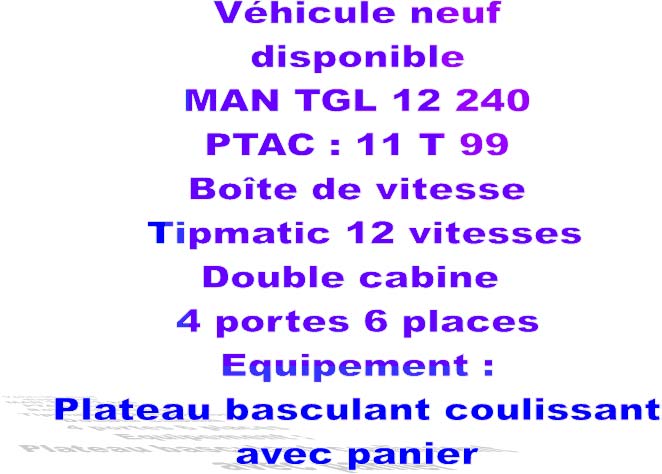 Véhicule neuf
disponible
MAN TGL 12 240
PTAC : 11 T 99
Boîte de vitesse
Tipmatic 12 vitesses
Double cabine
4 portes 6 places
Equipement :
Plateau basculant coulissant
avec panier